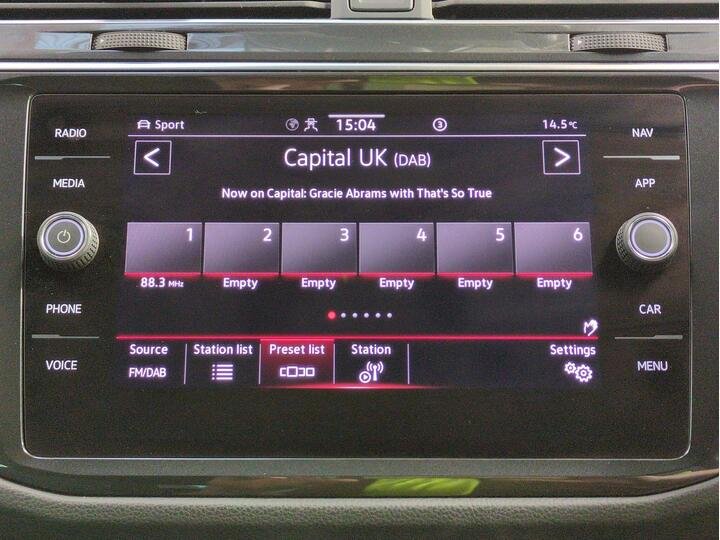 RADIO
MEDIA
PHONE
VOICE
Sport 15:04 3 14.5°C
< Capital UK (DAB) >
Now on Capital: Gracie Abrams with That's So True
1 2 3 4 5 6
88.3 MHz Empty Empty Empty Empty Empty
Source Station list Preset list Station Settings
FM/DAB
NAV
APP
CAR
MENU